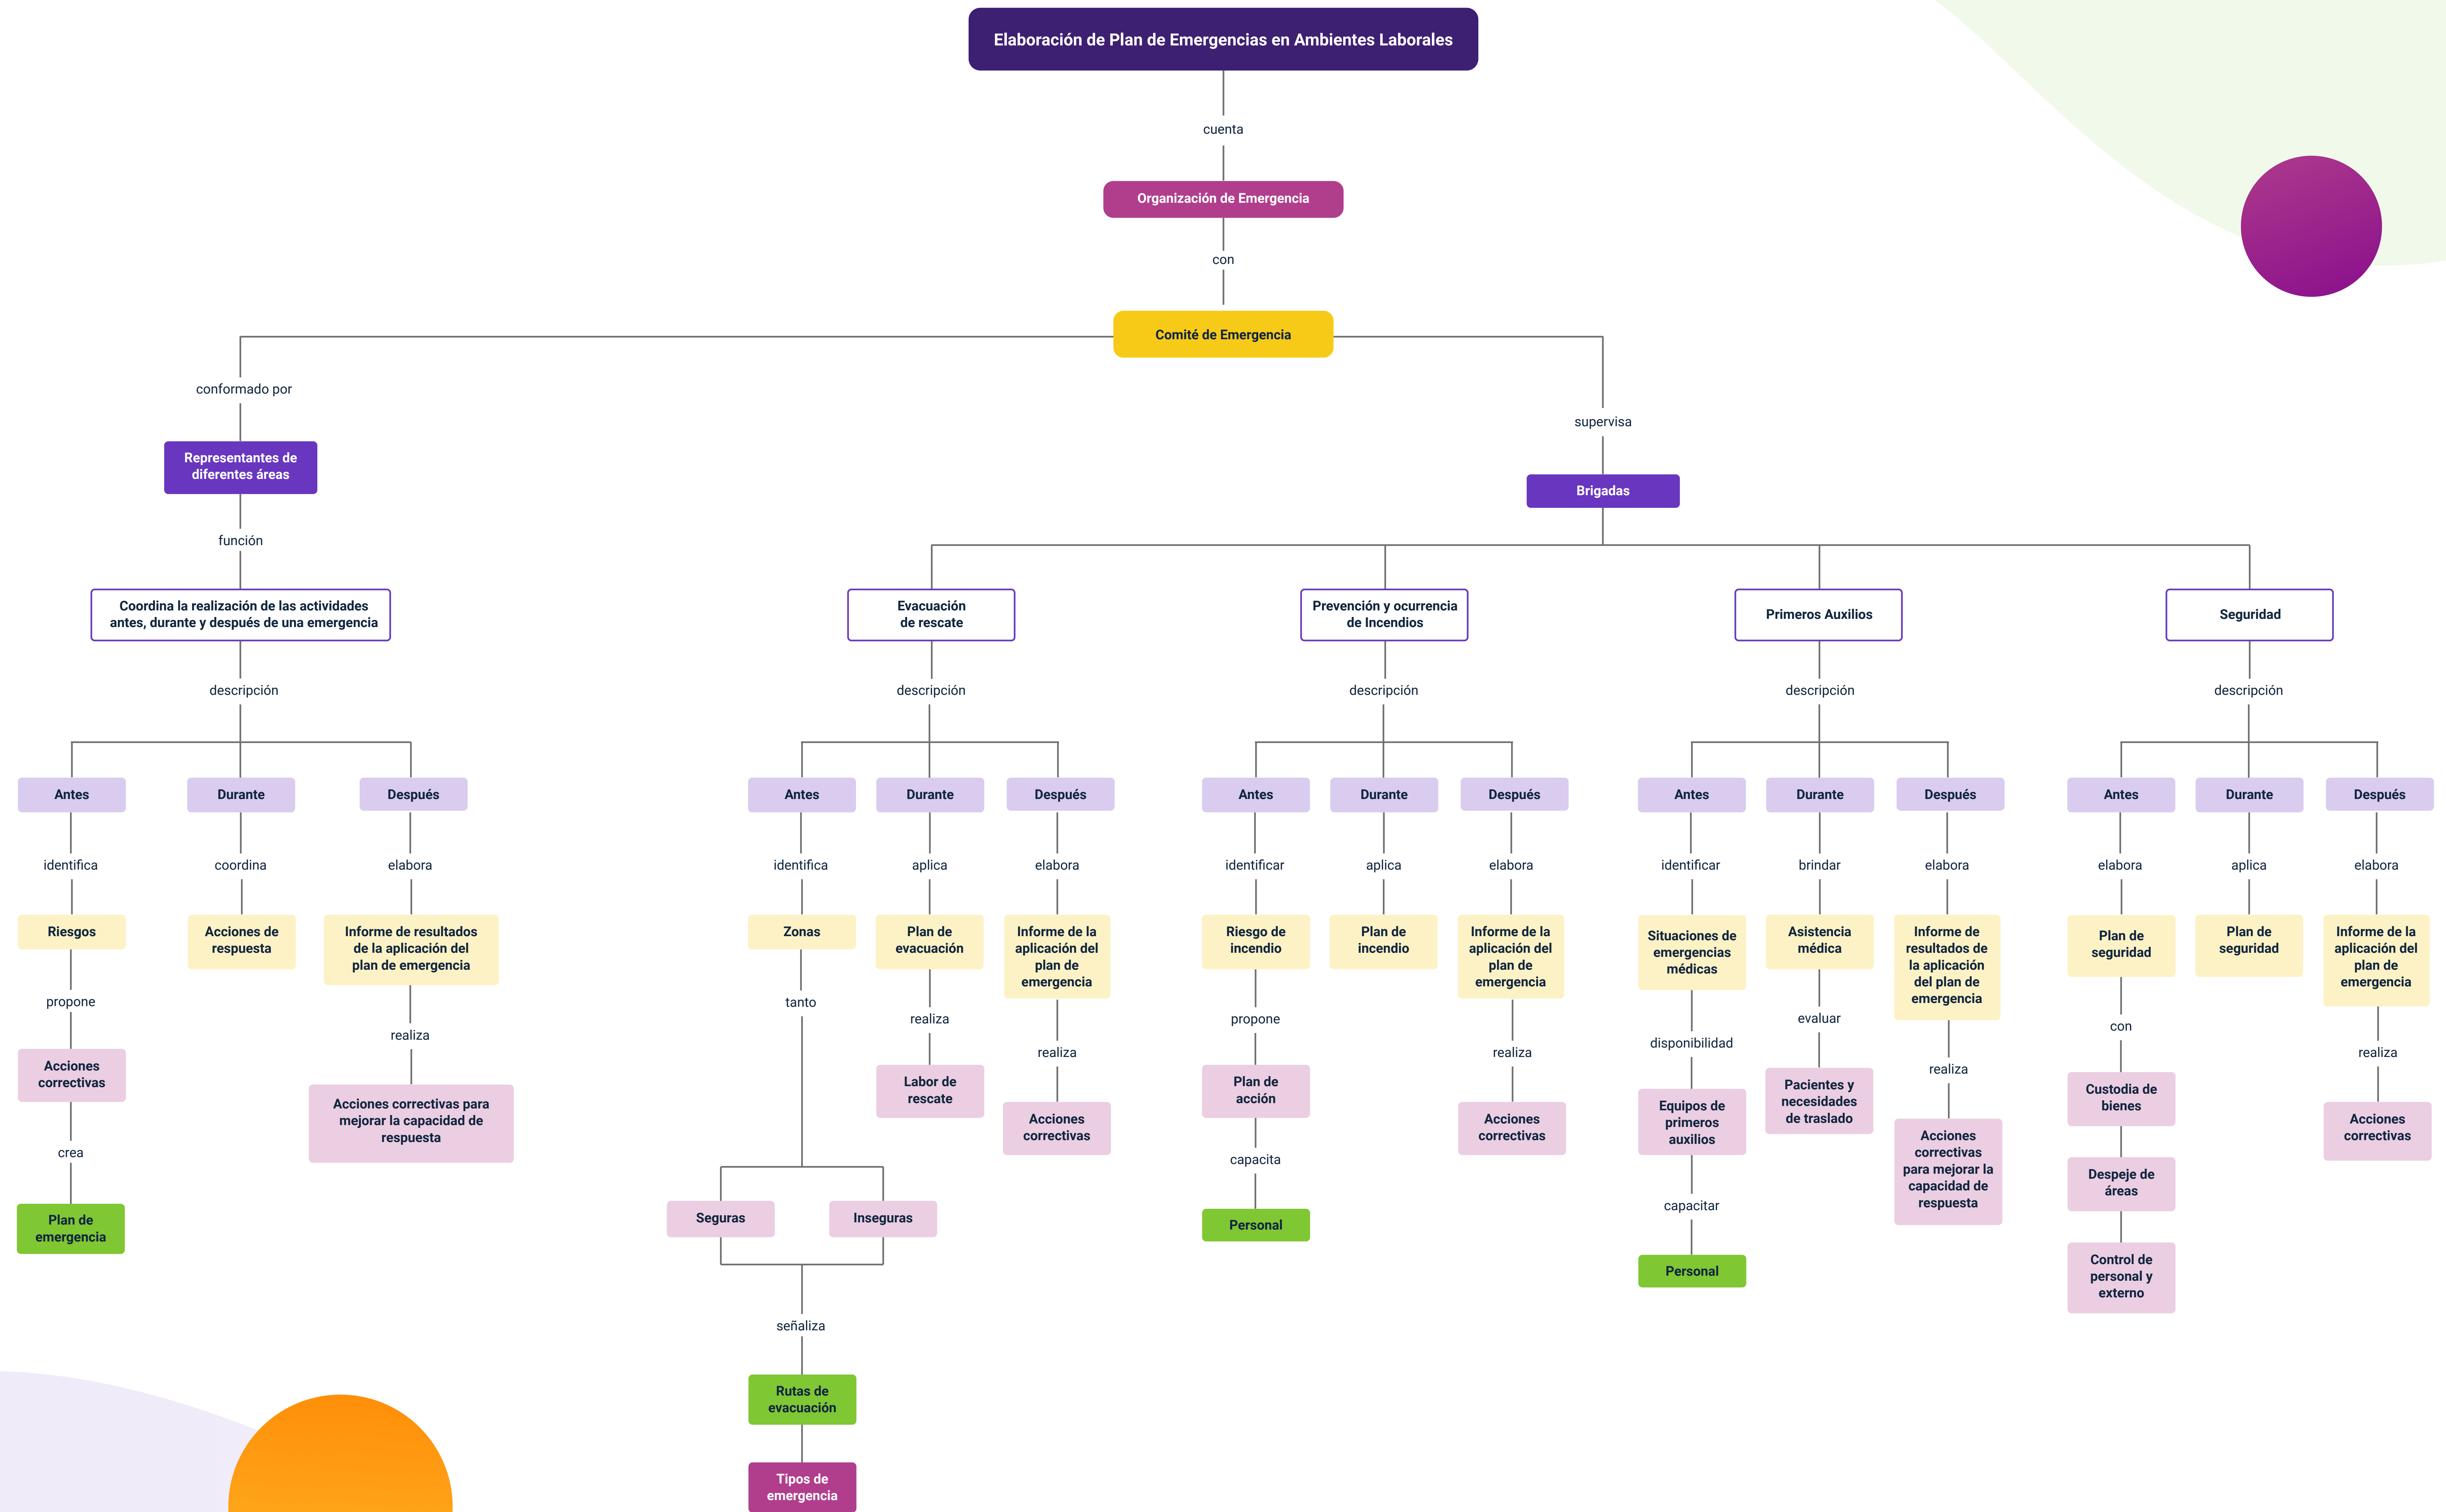 Elaboración de Plan de Emergencias en Ambientes Laborales
cuenta
Organización de Emergencia
con
Comité de Emergencia
conformado por
Representantes de
diferentes áreas
función
Coordina la realización de las actividades
antes, durante y después de una emergencia
descripción
Antes
identifica
Riesgos
propone
Acciones
correctivas
crea
Plan de
emergencia
Durante
coordina
Acciones de
respuesta
Después
elabora
Informe de resultados
de la aplicación del
plan de emergencia
realiza
Acciones correctivas para
mejorar la capacidad de
respuesta
supervisa
Brigadas
Evacuación
de rescate
descripción
Antes
identifica
Zonas
tanto
Seguras
Inseguras
señaliza
Rutas de
evacuación
Tipos de
emergencia
Durante
aplica
Plan de
evacuación
realiza
Labor de
rescate
Después
elabora
Informe de la
aplicación del
plan de
emergencia
realiza
Acciones
correctivas
Prevención y ocurrencia
de Incendios
descripción
Antes
identificar
Riesgo de
incendio
propone
Plan de
acción
capacita
Personal
Durante
aplica
Plan de
incendio
Después
elabora
Informe de la
aplicación del
plan de
emergencia
realiza
Acciones
correctivas
Primeros Auxilios
descripción
Antes
identificar
Situaciones de
emergencias
médicas
disponibilidad
Equipos de
primeros
auxilios
capacitar
Personal
Durante
brindar
Asistencia
médica
evaluar
Pacientes y
necesidades
de traslado
Después
elabora
Informe de
resultados de
la aplicación
del plan de
emergencia
realiza
Acciones
correctivas
para mejorar la
capacidad de
respuesta
Seguridad
descripción
Antes
elabora
Plan de
seguridad
con
Custodia de
bienes
Despeje de
áreas
Control de
personal y
externo
Durante
aplica
Plan de
seguridad
Después
elabora
Informe de la
aplicación del
plan de
emergencia
realiza
Acciones
correctivas